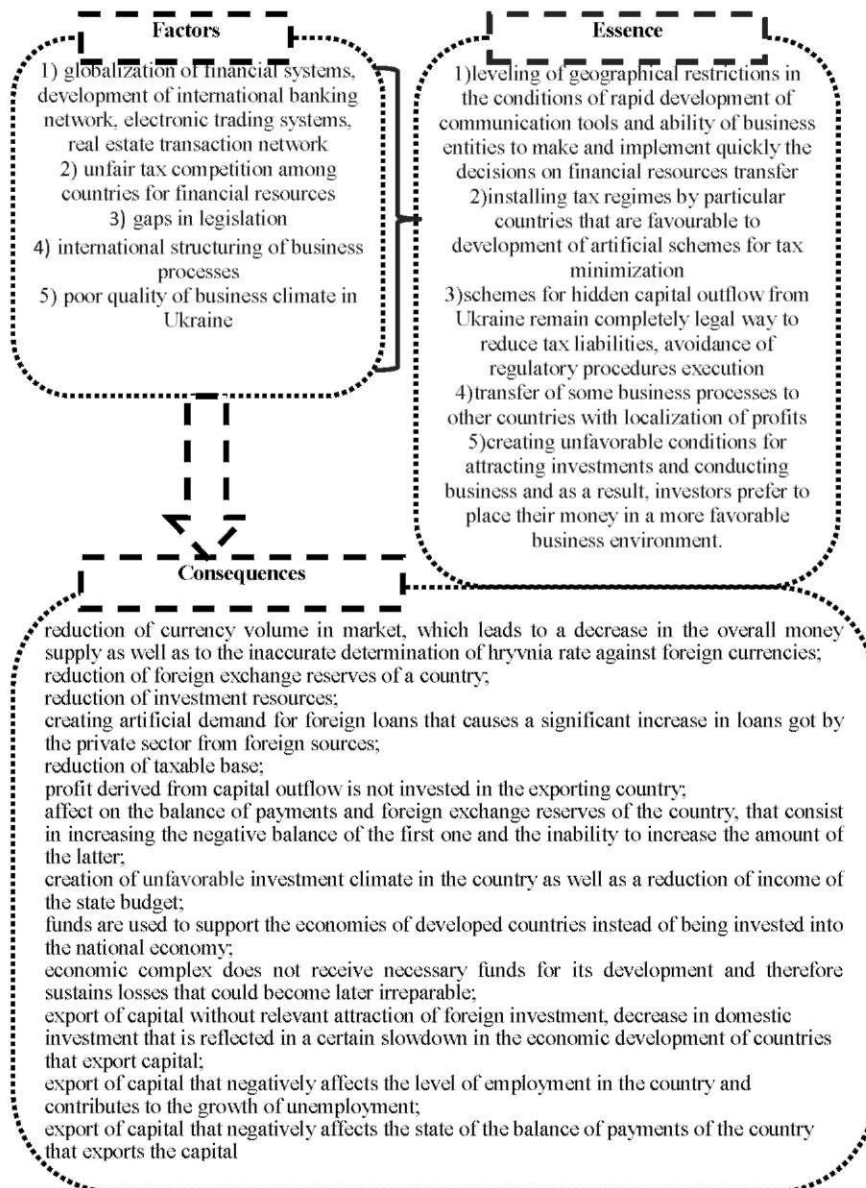 Factors
1) globalization of financial systems,
development of international banking
network, electronic trading systems,
real estate transaction network
2) unfair tax competition among
countries for financial resources
3) gaps in legislation
4) international structuring of business
processes
5) poor quality of business climate in
Ukraine
Essence
1)leveling of geographical restrictions in
the conditions of rapid development of
communication tools and ability of business
entities to make and implement quickly the
decisions on financial resources transfer
2)installing tax regimes by particular
countries that are favourable to
development of artificial schemes for tax
minimization
3)schemes for hidden capital outflow from
Ukraine remain completely legal way to
reduce tax liabilities, avoidance of
regulatory procedures execution
4)transfer of some business processes to
other countries with localization of profits
5)creating unfavorable conditions for
attracting investments and conducting
business and as a result, investors prefer to
place their money in a more favorable
business environment.
Consequences
reduction of currency volume in market, which leads to a decrease in the overall money
supply as well as to the inaccurate determination of hryvnia rate against foreign currencies;
reduction of foreign exchange reserves of a country;
reduction of investment resources;
creating artificial demand for foreign loans that causes a significant increase in loans got by
the private sector from foreign sources;
reduction of taxable base;
profit derived from capital outflow is not invested in the exporting country;
affect on the balance of payments and foreign exchange reserves of the country, that consist
in increasing the negative balance of the first one and the inability to increase the amount of
the latter;
creation of unfavorable investment climate in the country as well as a reduction of income of
the state budget;
funds are used to support the economies of developed countries instead of being invested into
the national economy;
economic complex does not receive necessary funds for its development and therefore
sustains losses that could become later irreparable;
export of capital without relevant attraction of foreign investment, decrease in domestic
investment that is reflected in a certain slowdown in the economic development of countries
that export capital;
export of capital that negatively affects the level of employment in the country and
contributes to the growth of unemployment;
export of capital that negatively affects the state of the balance of payments of the country
that exports the capital